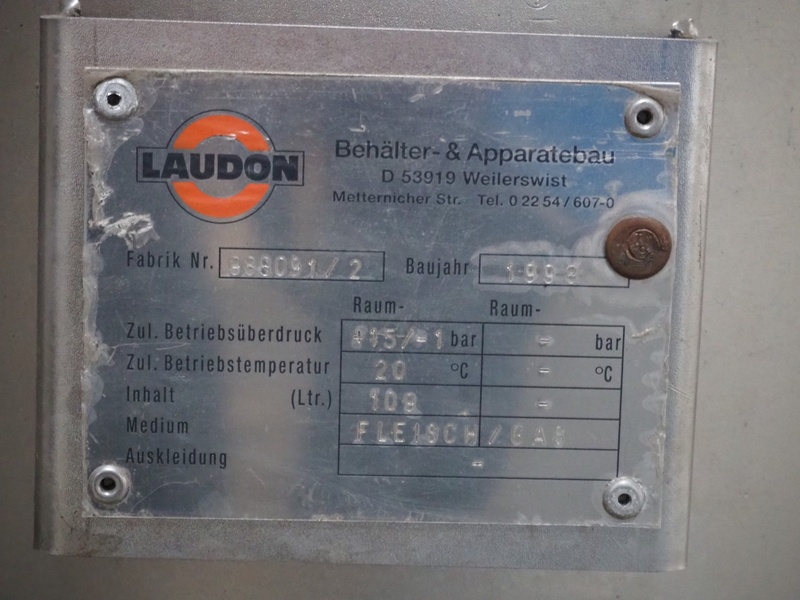 LAUDON
Behälter- & Apparatebau
D 53919 Weilerswist
Metternicher Str. Tel. 0 22 54 / 607-0
Fabrik Nr. Baujahr 1998
Raum- Raum-
Zul. Betriebsüberdruck bar - bar
Zul. Betriebstemperatur 20 °C - °C
Inhalt (Ltr.) 108 -
Medium FLEISCH/GAS
Auskleidung -